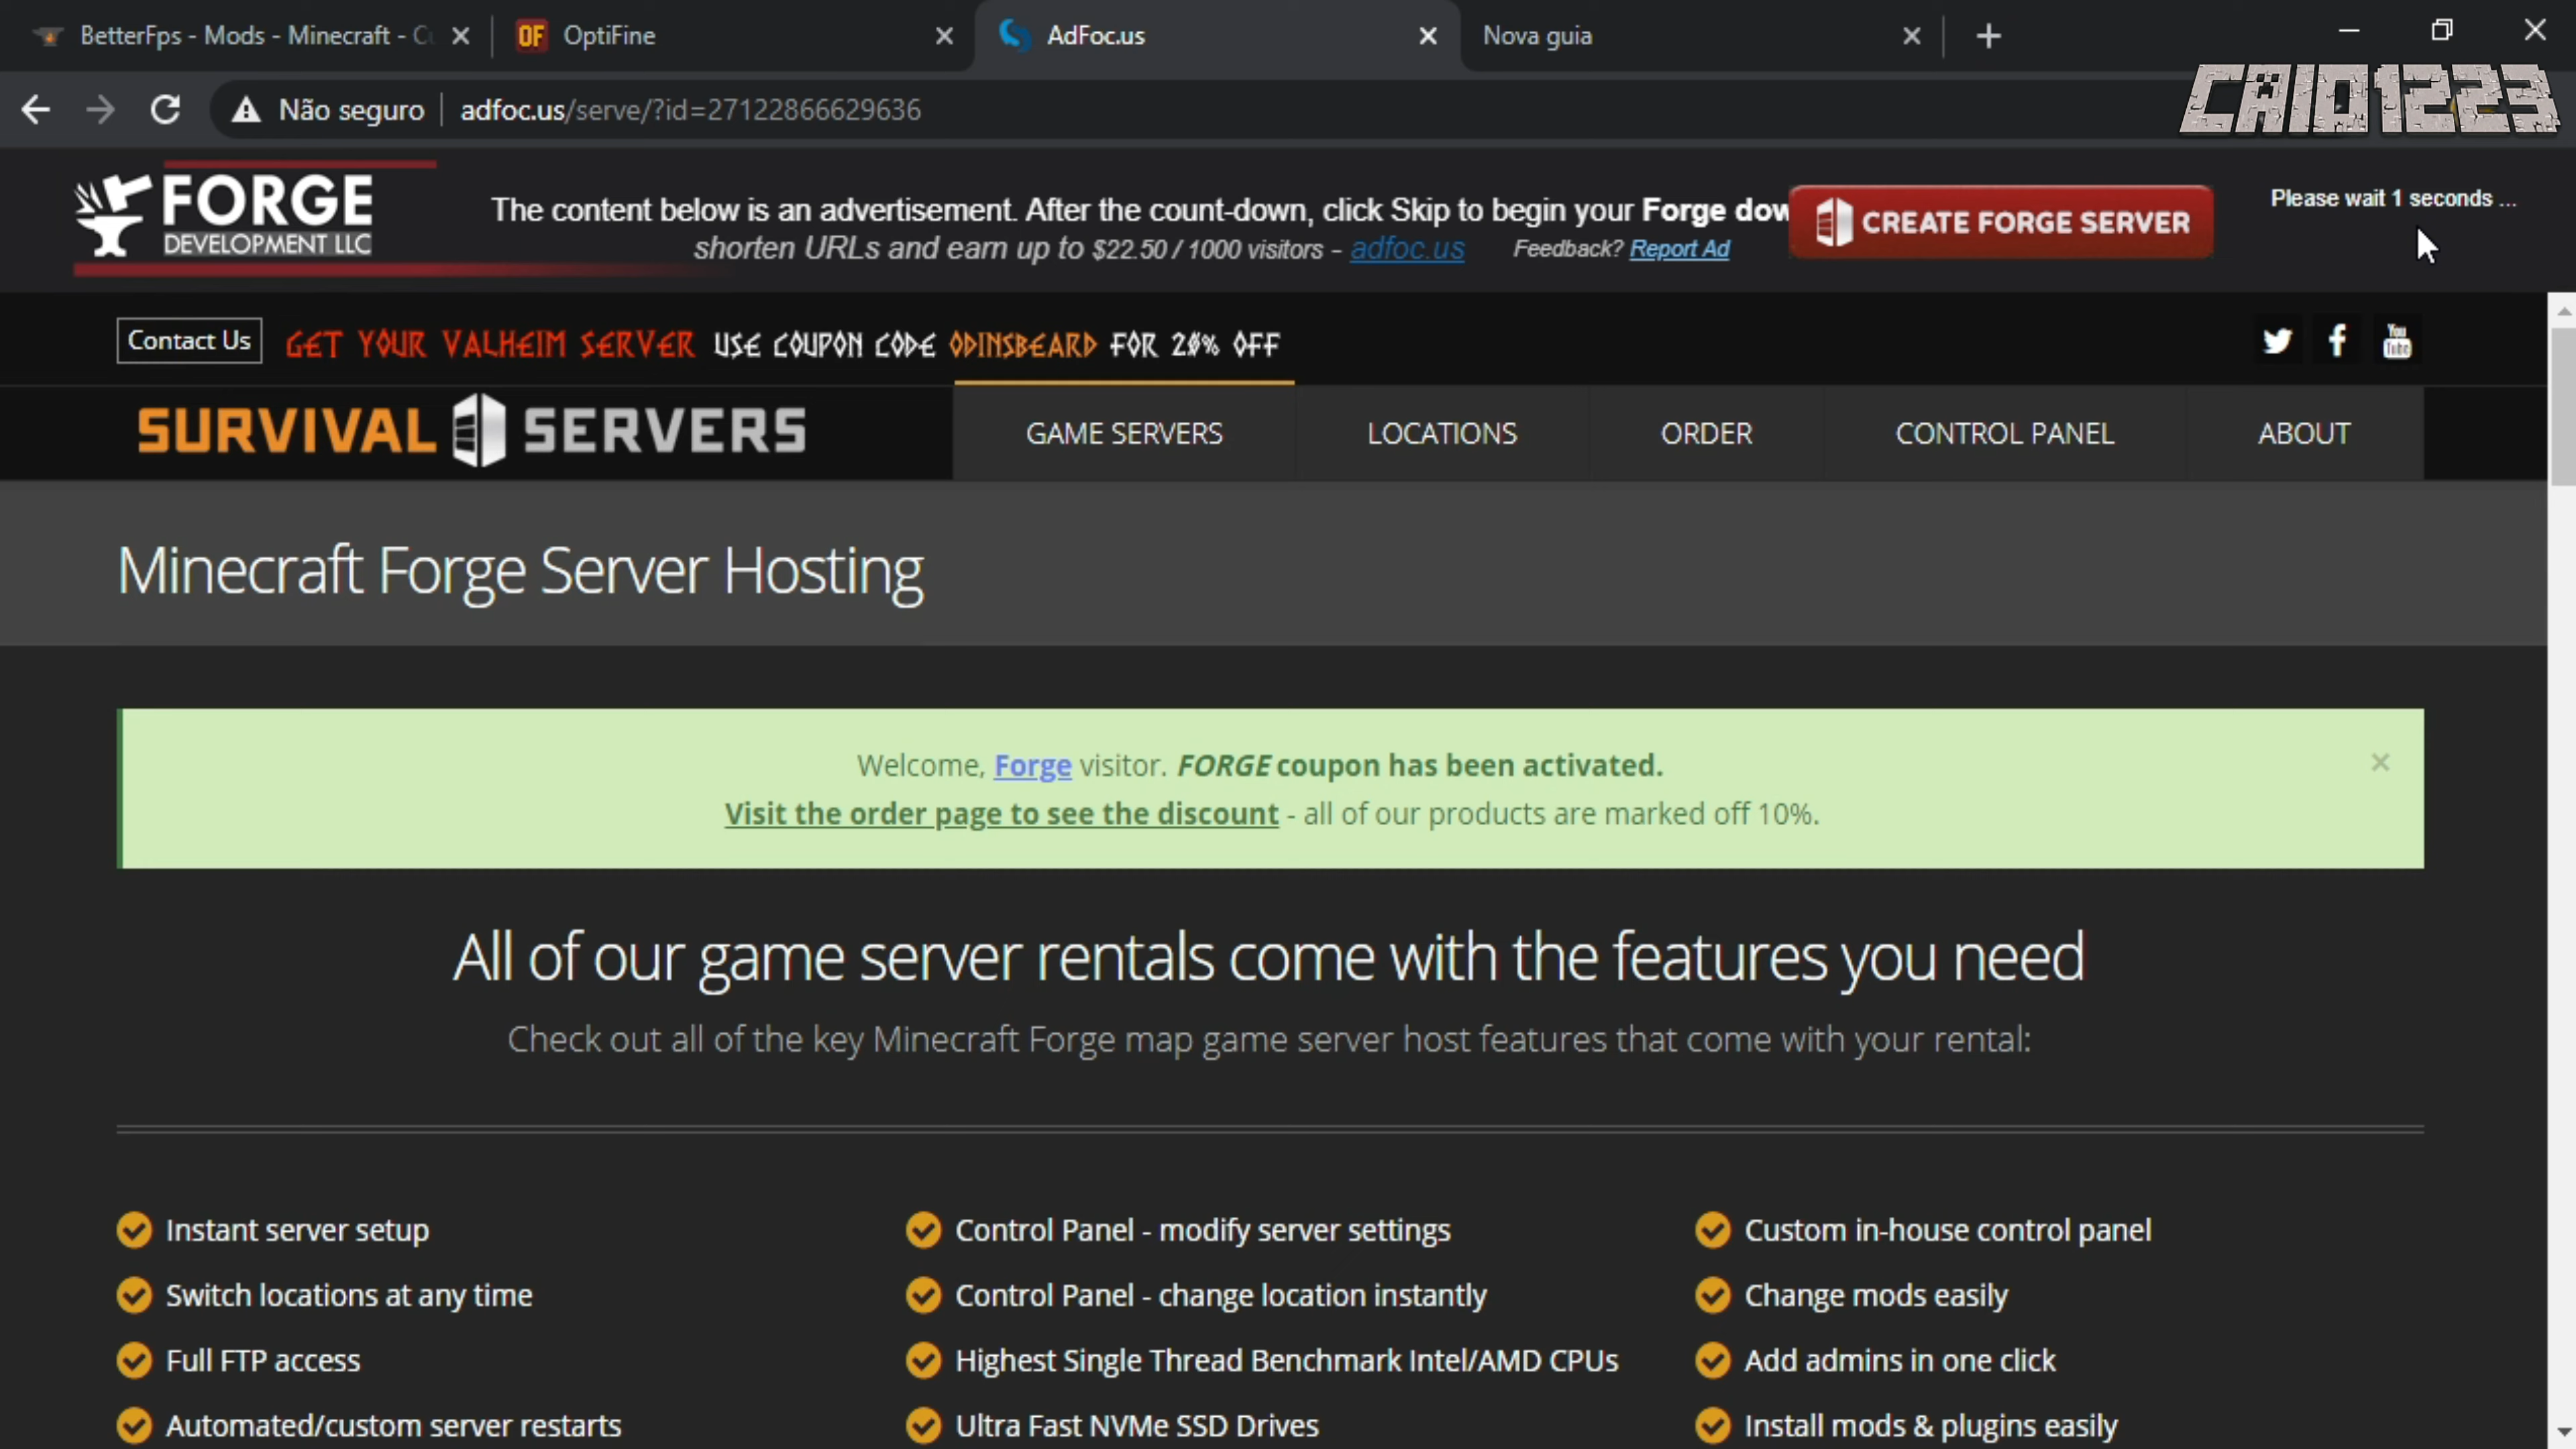 BetterFps - Mods - Minecraft - Cu
OF OptiFine
AdFoc.us
Nova guia
Não seguro adfoc.us/serve/?id=27122866629636
CAIO1223
FORGE
DEVELOPMENT LLC
The content below is an advertisement. After the count-down, click Skip to begin your Forge dow
shorten URLs and earn up to $22.50 / 1000 visitors - adfoc.us Feedback? Report Ad
CREATE FORGE SERVER
Please wait 1 seconds ...
Contact Us GET YOUR VALHEIM SERVER USE COUPON CODE ODINSBEARD FOR 20% OFF
You Tube
SURVIVAL SERVERS
GAME SERVERS LOCATIONS ORDER CONTROL PANEL ABOUT
Minecraft Forge Server Hosting
Welcome, Forge visitor. FORGE coupon has been activated.
Visit the order page to see the discount - all of our products are marked off 10%.
All of our game server rentals come with the features you need
Check out all of the key Minecraft Forge map game server host features that come with your rental:
Instant server setup
Switch locations at any time
Full FTP access
Automated/custom server restarts
Control Panel - modify server settings
Control Panel - change location instantly
Highest Single Thread Benchmark Intel/AMD CPUs
Ultra Fast NVMe SSD Drives
Custom in-house control panel
Change mods easily
Add admins in one click
Install mods & plugins easily